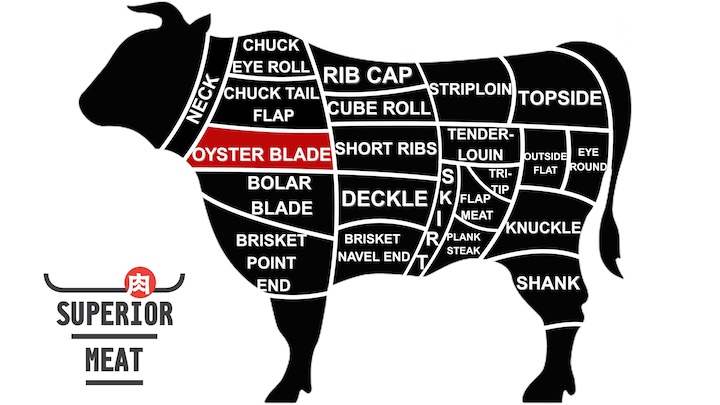 CHUCK
EYE ROLL
NECK
CHUCK TAIL
FLAP
OYSTER BLADE
BOLAR
BLADE
BRISKET
POINT
END
RIB CAP
CUBE ROLL
SHORT RIBS
DECKLE
BRISKET
NAVEL END
STRIPLOIN
TENDER-
LOUIN
SKIRT
TRI-
TIP
FLAP
MEAT
PLANK
STEAK
TOPSIDE
OUTSIDE
FLAT
EYE
ROUND
KNUCKLE
SHANK
肉
SUPERIOR
MEAT